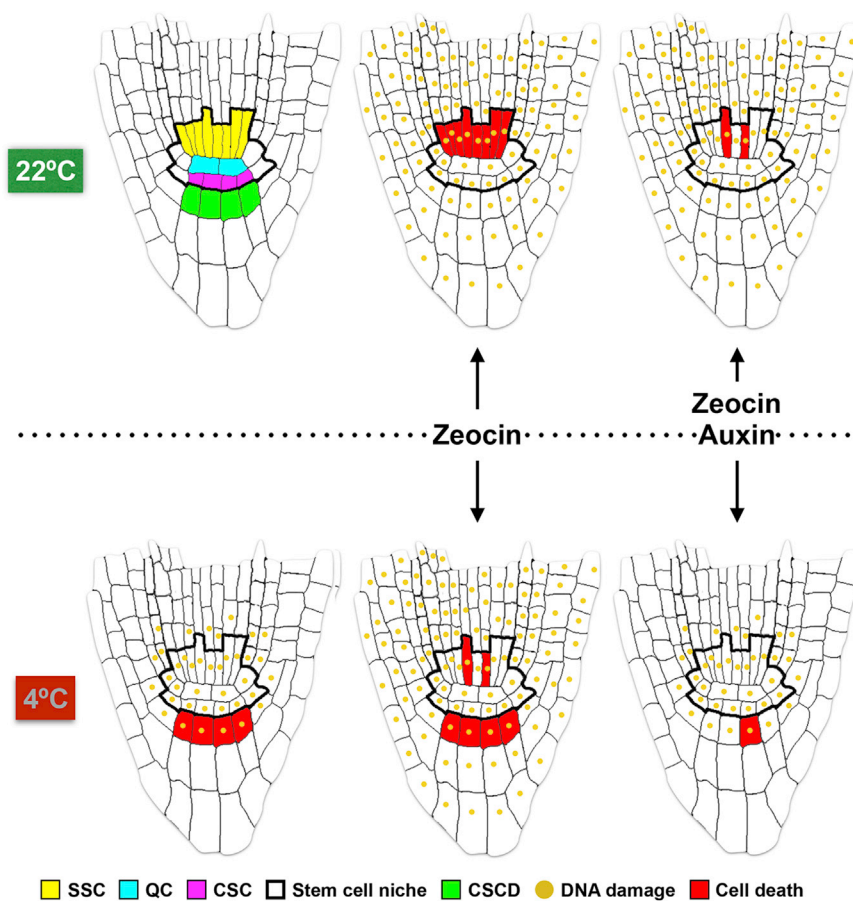 22ºC
Zeocin
Zeocin
Auxin
4ºC
SSC QC CSC Stem cell niche CSCD DNA damage Cell death